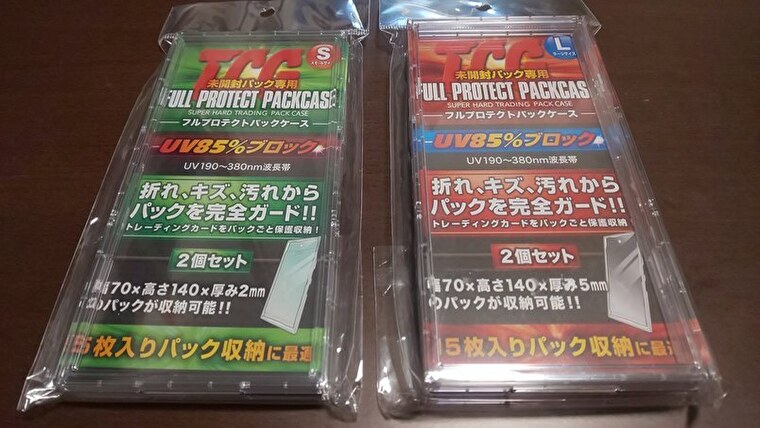 TCG
S
未開封パック専用
FULL PROTECT PACKCASE
SUPER HARD TRADING PACK CASE
フルプロテクトパックケース
UV85%ブロック
UV190〜380nm波長帯
折れ、キズ、汚れから
パックを完全ガード!!
トレーディングカードをパックごと保護収納!
2個セット
幅70×高さ140×厚み2mm
のパックが収納可能!!
5枚入りパック収納に最適
TCG
L
ラージサイズ
未開封パック専用
FULL PROTECT PACKCASE
SUPER HARD TRADING PACK CASE
フルプロテクトパックケース
UV85%ブロック
UV190〜380nm波長帯
折れ、キズ、汚れから
パックを完全ガード!!
トレーディングカードをパックごと保護収納!
2個セット
幅70×高さ140×厚み5mm
のパックが収納可能!!
15枚入りパック収納に最適